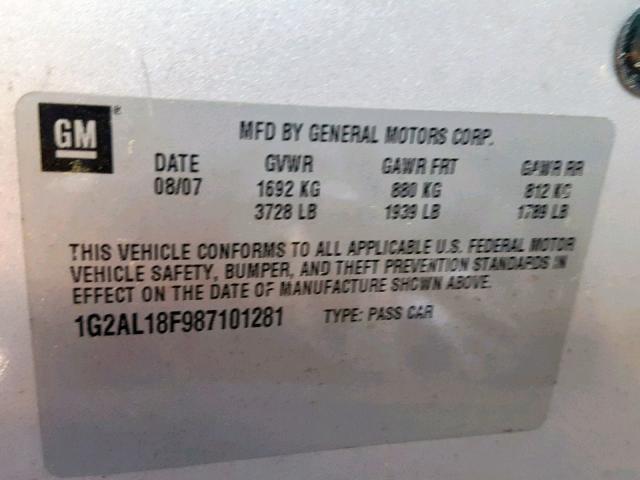 GM®
MFD BY GENERAL MOTORS CORP.
DATE GVWR GAWR FRT GAWR RR
08/07 1692 KG 880 KG 812 KG
3728 LB 1939 LB 1789 LB
THIS VEHICLE CONFORMS TO ALL APPLICABLE U.S. FEDERAL MOTOR
VEHICLE SAFETY, BUMPER, AND THEFT PREVENTION STANDARDS IN
EFFECT ON THE DATE OF MANUFACTURE SHOWN ABOVE.
1G2AL18F987101281 TYPE: PASS CAR